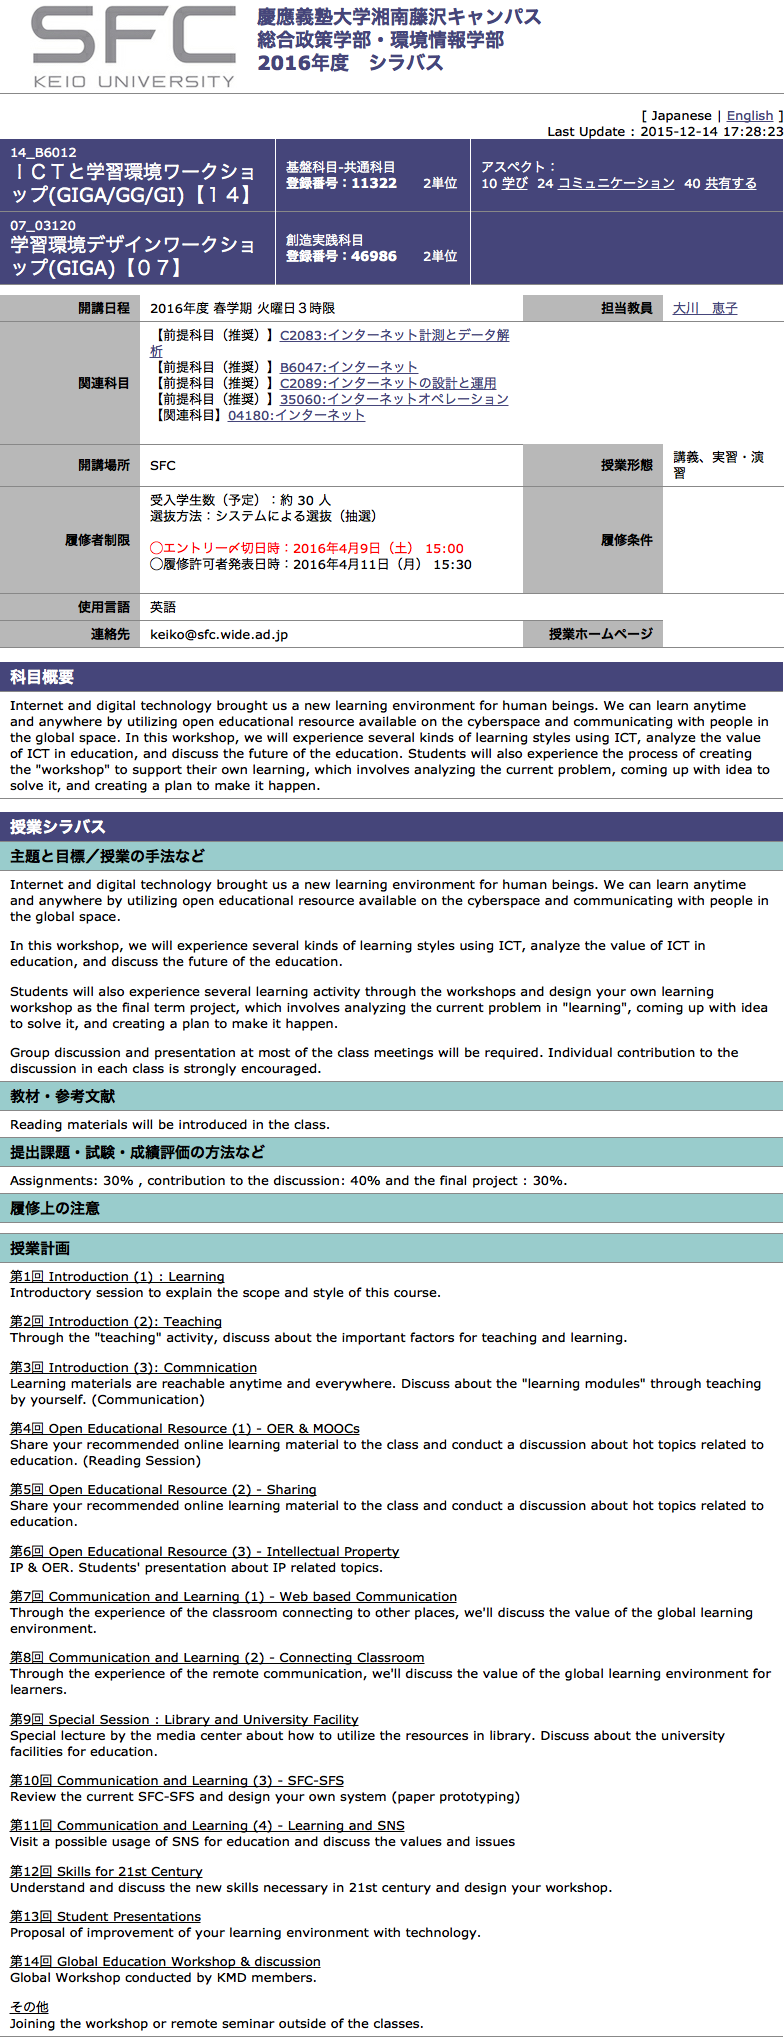 SFC
KEIO UNIVERSITY
慶應義塾大学湘南藤沢キャンパス
総合政策学部・環境情報学部
2016年度　シラバス
[ Japanese | English ]
Last Update : 2015-12-14 17:28:23
14_B6012
ＩＣＴと学習環境ワークショ
ップ(GIGA/GG/GI)【１４】
基盤科目-共通科目
登録番号：11322 2単位
アスペクト：
10 学び 24 コミュニケーション 40 共有する
07_03120
学習環境デザインワークショ
ップ(GIGA)【０７】
創造実践科目
登録番号：46986 2単位
開講日程 2016年度 春学期 火曜日３時限 担当教員 大川　恵子
関連科目
【前提科目（推奨）】C2083:インターネット計測とデータ解
析
【前提科目（推奨）】B6047:インターネット
【前提科目（推奨）】C2089:インターネットの設計と運用
【前提科目（推奨）】35060:インターネットオペレーション
【関連科目】04180:インターネット
開講場所 SFC 授業形態 講義、実習・演
習
履修者制限
受入学生数（予定）：約 30 人
選抜方法：システムによる選抜（抽選）
◯エントリー〆切日時：2016年4月9日（土） 15:00
◯履修許可者発表日時：2016年4月11日（月） 15:30
履修条件
使用言語 英語
連絡先 keiko@sfc.wide.ad.jp 授業ホームページ
科目概要
Internet and digital technology brought us a new learning environment for human beings. We can learn anytime
and anywhere by utilizing open educational resource available on the cyberspace and communicating with people in
the global space. In this workshop, we will experience several kinds of learning styles using ICT, analyze the value
of ICT in education, and discuss the future of the education. Students will also experience the process of creating
the "workshop" to support their own learning, which involves analyzing the current problem, coming up with idea to
solve it, and creating a plan to make it happen.
授業シラバス
主題と目標／授業の手法など
Internet and digital technology brought us a new learning environment for human beings. We can learn anytime
and anywhere by utilizing open educational resource available on the cyberspace and communicating with people in
the global space.
In this workshop, we will experience several kinds of learning styles using ICT, analyze the value of ICT in
education, and discuss the future of the education.
Students will also experience several learning activity through the workshops and design your own learning
workshop as the final term project, which involves analyzing the current problem in "learning", coming up with idea
to solve it, and creating a plan to make it happen.
Group discussion and presentation at most of the class meetings will be required. Individual contribution to the
discussion in each class is strongly encouraged.
教材・参考文献
Reading materials will be introduced in the class.
提出課題・試験・成績評価の方法など
Assignments: 30% , contribution to the discussion: 40% and the final project : 30%.
履修上の注意
授業計画
第1回 Introduction (1) : Learning
Introductory session to explain the scope and style of this course.
第2回 Introduction (2): Teaching
Through the "teaching" activity, discuss about the important factors for teaching and learning.
第3回 Introduction (3): Commnication
Learning materials are reachable anytime and everywhere. Discuss about the "learning modules" through teaching
by yourself. (Communication)
第4回 Open Educational Resource (1) - OER & MOOCs
Share your recommended online learning material to the class and conduct a discussion about hot topics related to
education. (Reading Session)
第5回 Open Educational Resource (2) - Sharing
Share your recommended online learning material to the class and conduct a discussion about hot topics related to
education.
第6回 Open Educational Resource (3) - Intellectual Property
IP & OER. Students' presentation about IP related topics.
第7回 Communication and Learning (1) - Web based Communication
Through the experience of the classroom connecting to other places, we'll discuss the value of the global learning
environment.
第8回 Communication and Learning (2) - Connecting Classroom
Through the experience of the remote communication, we'll discuss the value of the global learning environment for
learners.
第9回 Special Session : Library and University Facility
Special lecture by the media center about how to utilize the resources in library. Discuss about the university
facilities for education.
第10回 Communication and Learning (3) - SFC-SFS
Review the current SFC-SFS and design your own system (paper prototyping)
第11回 Communication and Learning (4) - Learning and SNS
Visit a possible usage of SNS for education and discuss the values and issues
第12回 Skills for 21st Century
Understand and discuss the new skills necessary in 21st century and design your workshop.
第13回 Student Presentations
Proposal of improvement of your learning environment with technology.
第14回 Global Education Workshop & discussion
Global Workshop conducted by KMD members.
その他
Joining the workshop or remote seminar outside of the classes.